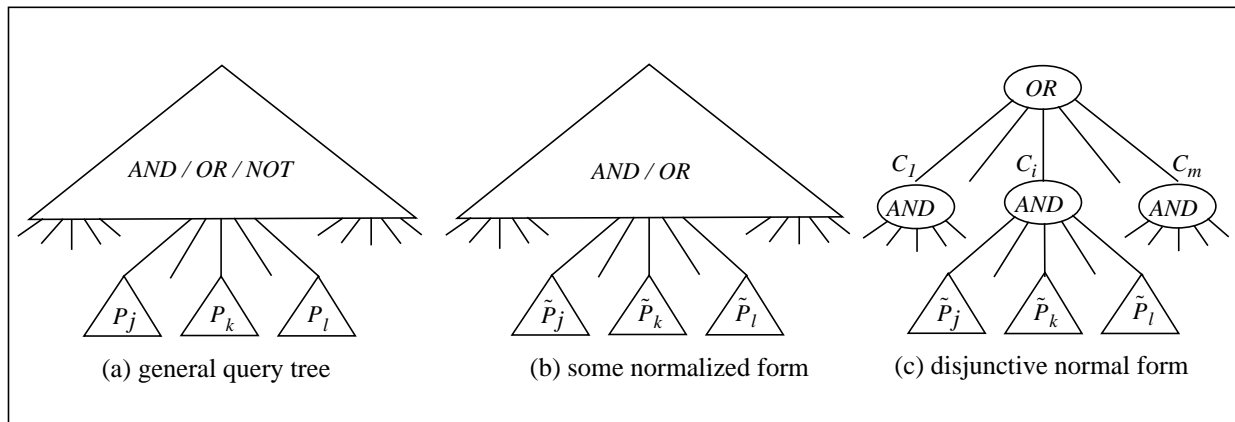 OR
AND / OR / NOT
AND / OR
C1 Ci Cm
AND AND AND
Pj Pk Pl
P̃j P̃k P̃l
P̃j P̃k P̃l
(a) general query tree
(b) some normalized form
(c) disjunctive normal form